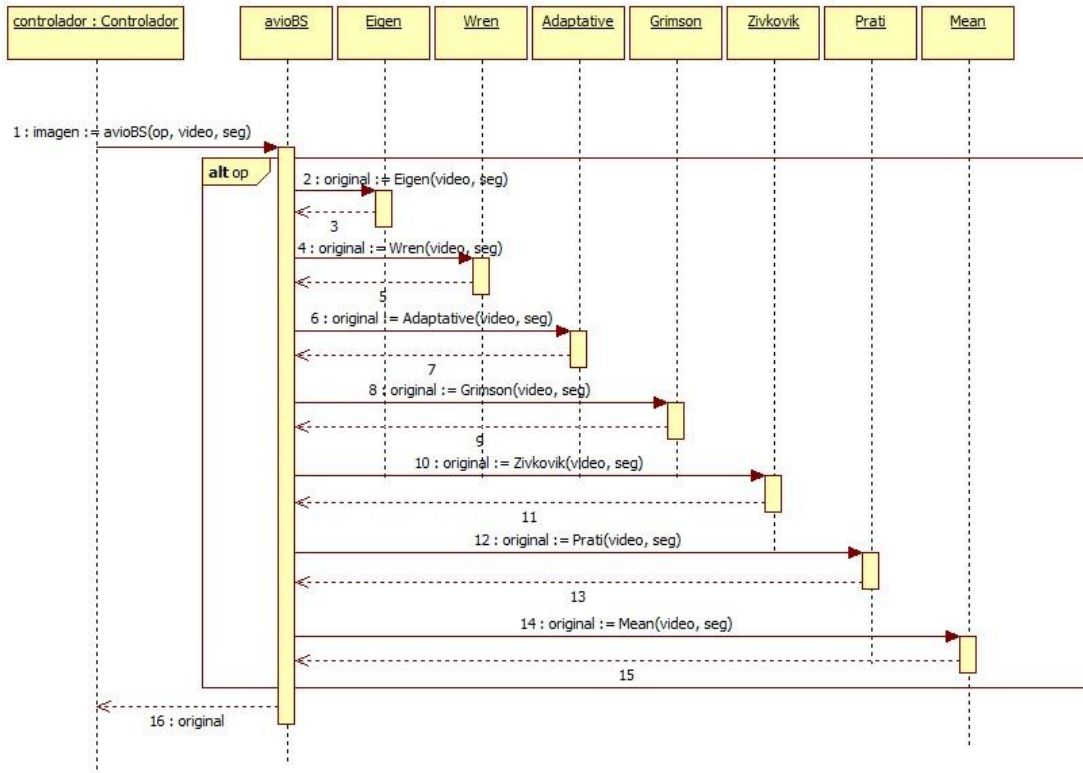 controlador : Controlador
avioBS
Eigen
Wren
Adaptative
Grimson
Zivkovik
Prati
Mean
1 : imagen := avioBS(op, video, seg)
alt op
2 : original := Eigen(video, seg)
3
4 : original := Wren(video, seg)
5
6 : original := Adaptative(video, seg)
7
8 : original := Grimson(video, seg)
9
10 : original := Zivkovik(video, seg)
11
12 : original := Prati(video, seg)
13
14 : original := Mean(video, seg)
15
16 : original